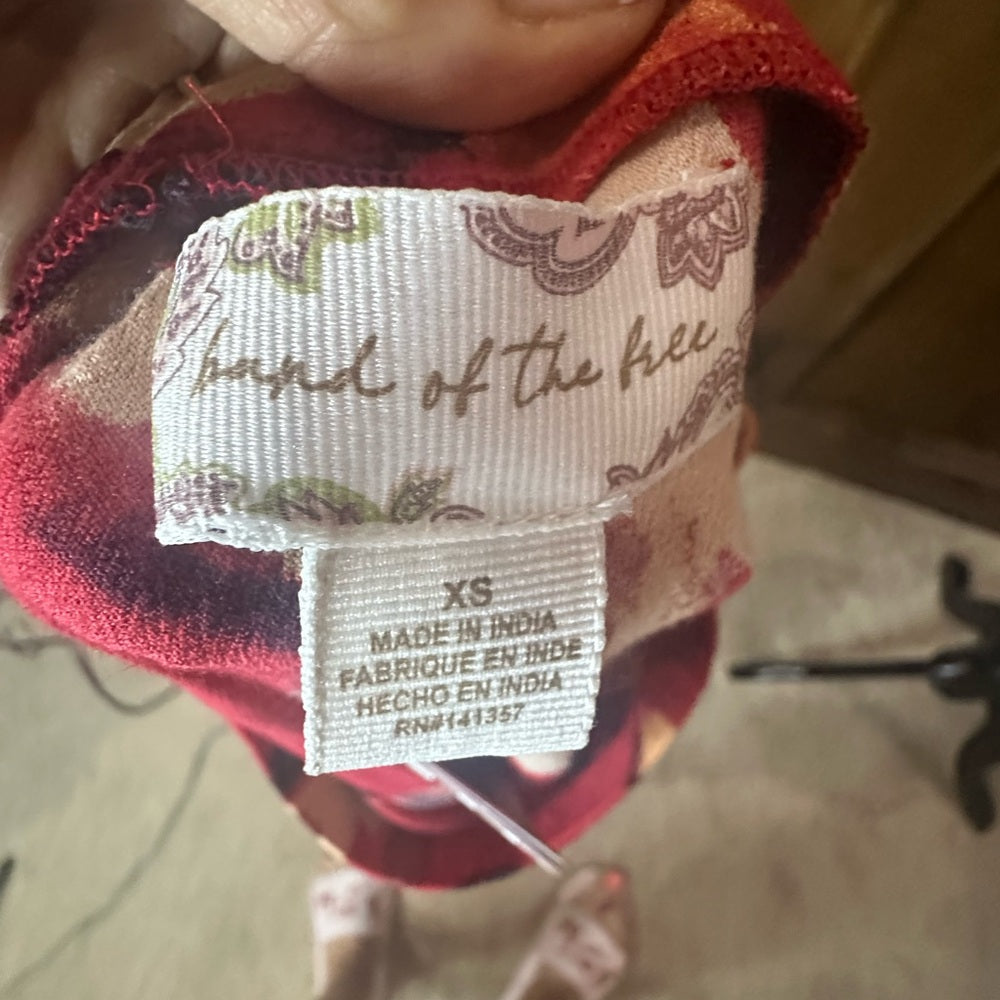 band of the free
XS
MADE IN INDIA
FABRIQUE EN INDE
HECHO EN INDIA
RN#141357